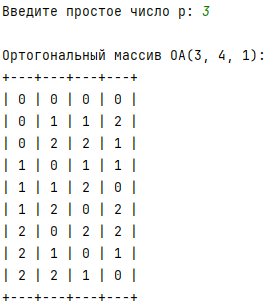 Введите простое число p: 3
Ортогональный массив OA(3, 4, 1):
+---+---+---+---+
| 0 | 0 | 0 | 0 |
| 0 | 1 | 1 | 2 |
| 0 | 2 | 2 | 1 |
| 1 | 0 | 1 | 1 |
| 1 | 1 | 2 | 0 |
| 1 | 2 | 0 | 2 |
| 2 | 0 | 2 | 2 |
| 2 | 1 | 0 | 1 |
| 2 | 2 | 1 | 0 |
+---+---+---+---+